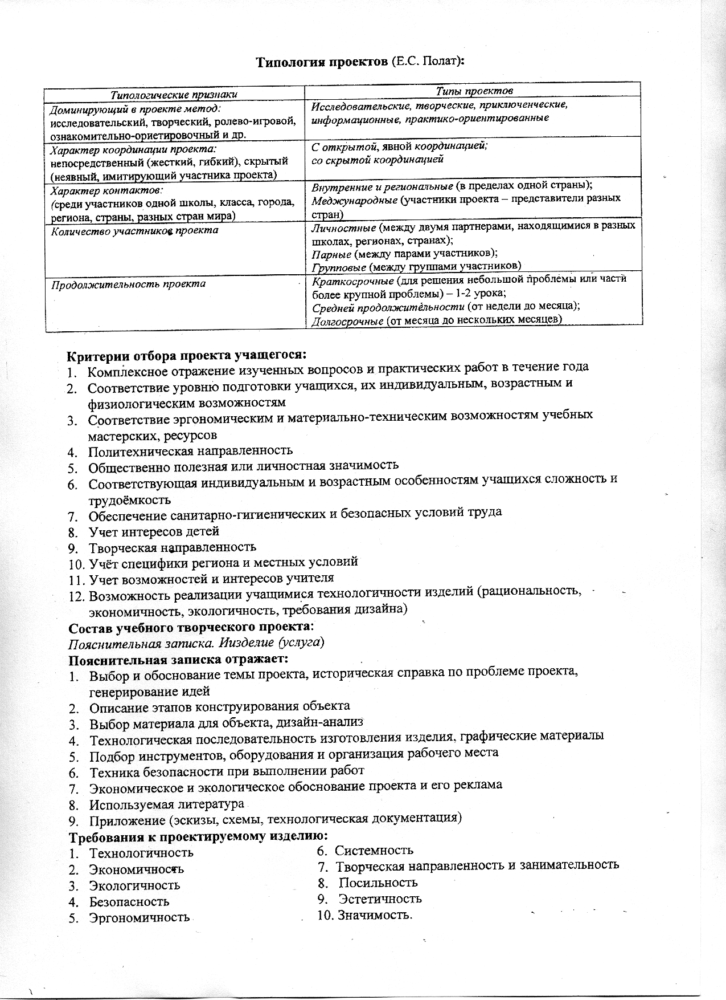 Типология проектов (Е.С. Полат):
Типологические признаки
Типы проектов
Доминирующий в проекте метод:
исследовательский, творческий, ролево-игровой,
ознакомительно-ориетировочный и др.
Исследовательские, творческие, приключенческие,
информационные, практико-ориентированные
Характер координации проекта:
непосредственный (жесткий, гибкий), скрытый
(неявный, имитирующий участника проекта)
С открытой, явной координацией;
со скрытой координацией
Характер контактов:
(среди участников одной школы, класса, города,
региона, страны, разных стран мира)
Внутренние и региональные (в пределах одной страны);
Меджународные (участники проекта – представители разных
стран)
Количество участников проекта
Личностные (между двумя партнерами, находящимися в разных
школах, регионах, странах);
Парные (между парами участников);
Групповые (между группами участников)
Продолжительность проекта
Краткосрочные (для решения небольшой проблемы или части
более крупной проблемы) – 1-2 урока;
Средней продолжительности (от недели до месяца);
Долгосрочные (от месяца до нескольких месяцев)
Критерии отбора проекта учащегося:
1. Комплексное отражение изученных вопросов и практических работ в течение года
2. Соответствие уровню подготовки учащихся, их индивидуальным, возрастным и
физиологическим возможностям
3. Соответствие эргономическим и материально-техническим возможностям учебных
мастерских, ресурсов
4. Политехническая направленность
5. Общественно полезная или личностная значимость
6. Соответствующая индивидуальным и возрастным особенностям учащихся сложность и
трудоёмкость
7. Обеспечение санитарно-гигиенических и безопасных условий труда
8. Учет интересов детей
9. Творческая направленность
10. Учёт специфики региона и местных условий
11. Учет возможностей и интересов учителя
12. Возможность реализации учащимися технологичности изделий (рациональность,
экономичность, экологичность, требования дизайна)
Состав учебного творческого проекта:
Пояснительная записка. Иизделие (услуга)
Пояснительная записка отражает:
1. Выбор и обоснование темы проекта, историческая справка по проблеме проекта,
генерирование идей
2. Описание этапов конструирования объекта
3. Выбор материала для объекта, дизайн-анализ
4. Технологическая последовательность изготовления изделия, графические материалы
5. Подбор инструментов, оборудования и организация рабочего места
6. Техника безопасности при выполнении работ
7. Экономическое и экологическое обоснование проекта и его реклама
8. Используемая литература
9. Приложение (эскизы, схемы, технологическая документация)
Требования к проектируемому изделию:
1. Технологичность
2. Экономичность
3. Экологичность
4. Безопасность
5. Эргономичность
6. Системность
7. Творческая направленность и занимательность
8. Посильность
9. Эстетичность
10. Значимость.